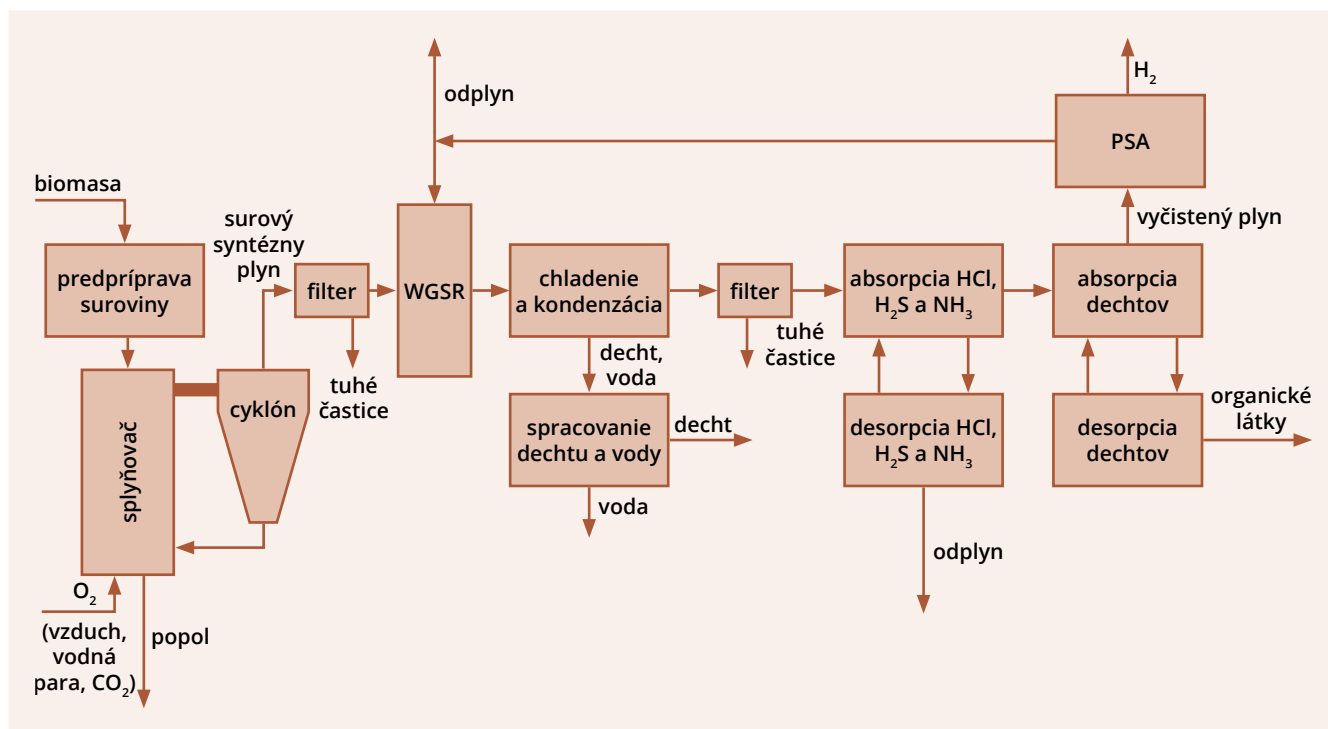 odplyn
H₂
PSA
biomasa
vyčistený plyn
surový
syntézny
plyn
predpríprava
suroviny
filter
WGSR
chladenie
a kondenzácia
filter
absorpcia HCl,
H₂S a NH₃
absorpcia
dechtov
tuhé
častice
decht,
voda
tuhé
častice
cyklón
splyňovač
spracovanie
dechtu a vody
decht
desorpcia HCl,
H₂S a NH₃
desorpcia
dechtov
organické
látky
voda
odplyn
O₂
(vzduch,
vodná
para, CO₂)
popol